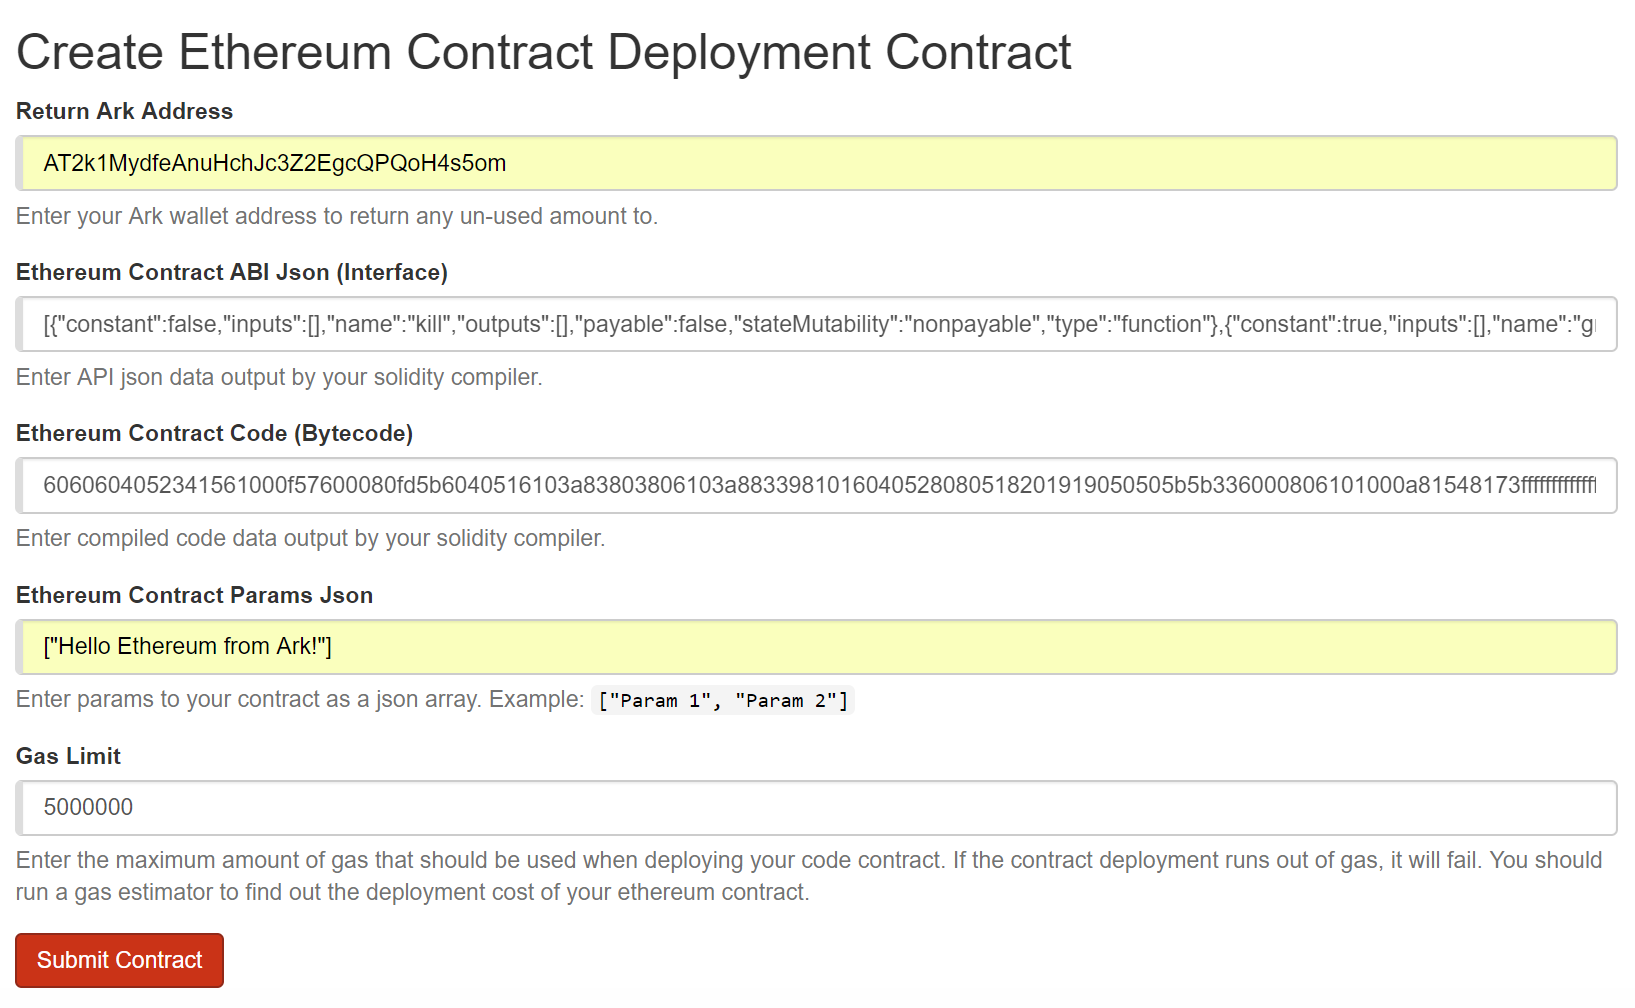 Create Ethereum Contract Deployment Contract
Return Ark Address
AT2k1MydfeAnuHchJc3Z2EgcQPQoH4s5om
Enter your Ark wallet address to return any un-used amount to.
Ethereum Contract ABI Json (Interface)
[{"constant":false,"inputs":[],"name":"kill","outputs":[],"payable":false,"stateMutability":"nonpayable","type":"function"},{"constant":true,"inputs":[],"name":"g
Enter API json data output by your solidity compiler.
Ethereum Contract Code (Bytecode)
6060604052341561000f57600080fd5b6040516103a83803806103a883398101604052808051820191905050​5b5b336000806101000a81548173ffffffffffff
Enter compiled code data output by your solidity compiler.
Ethereum Contract Params Json
["Hello Ethereum from Ark!"]
Enter params to your contract as a json array. Example: ["Param 1", "Param 2"]
Gas Limit
5000000
Enter the maximum amount of gas that should be used when deploying your code contract. If the contract deployment runs out of gas, it will fail. You should
run a gas estimator to find out the deployment cost of your ethereum contract.
Submit Contract